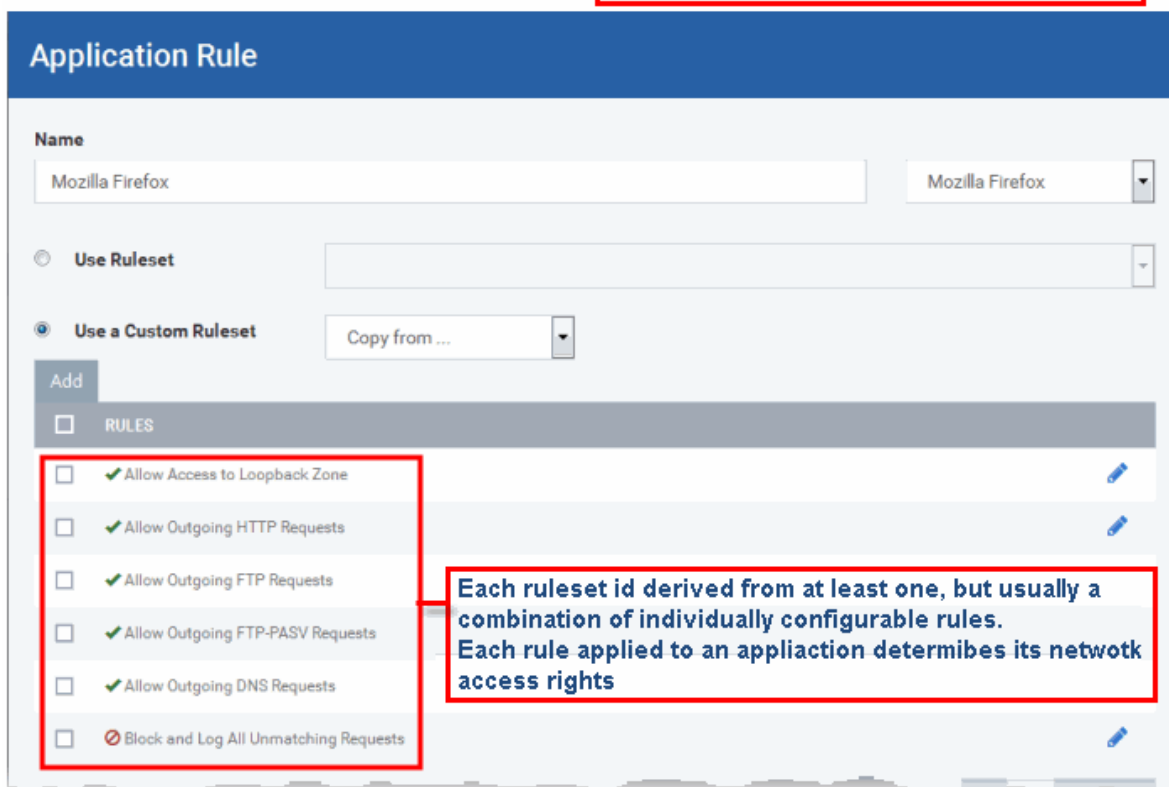 Application Rule
Name
Mozilla Firefox
Mozilla Firefox
Use Ruleset
Use a Custom Ruleset
Copy from ...
Add
RULES
Allow Access to Loopback Zone
Allow Outgoing HTTP Requests
Allow Outgoing FTP Requests
Allow Outgoing FTP-PASV Requests
Allow Outgoing DNS Requests
Block and Log All Unmatching Requests
Each ruleset id derived from at least one, but usually a
combination of individually configurable rules.
Each rule applied to an appliaction determibes its netwotk
access rights